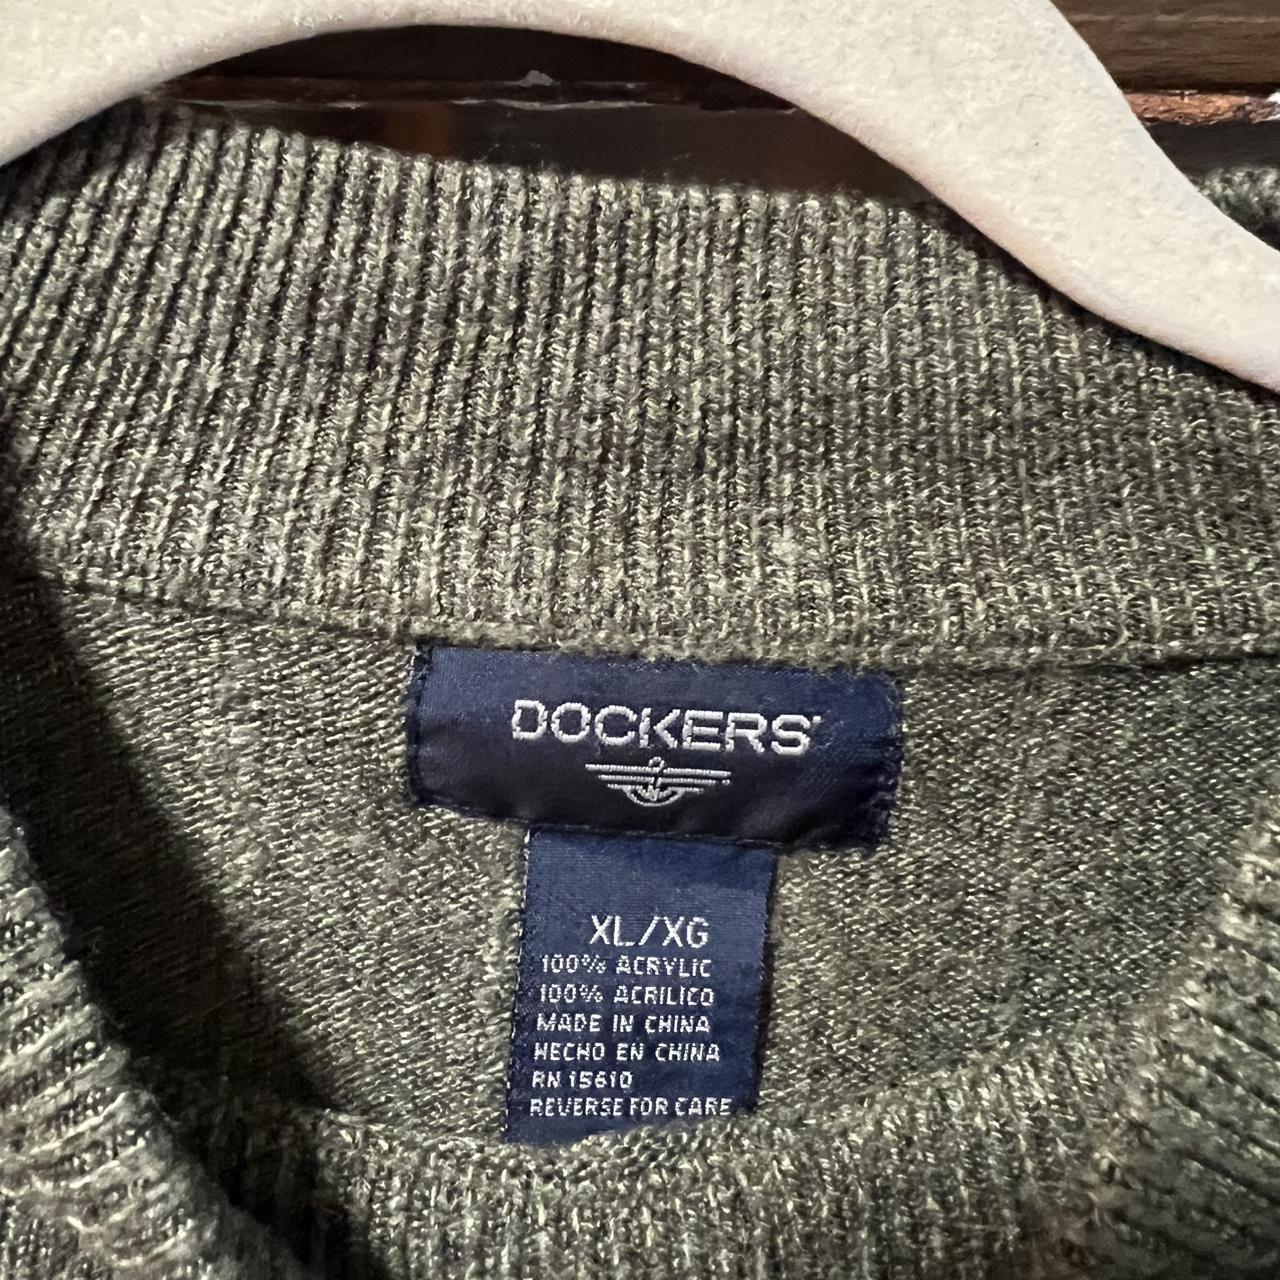 DOCKERS
XL/XG
100% ACRYLIC
100% ACRILICO
MADE IN CHINA
HECHO EN CHINA
RN 15610
REVERSE FOR CARE